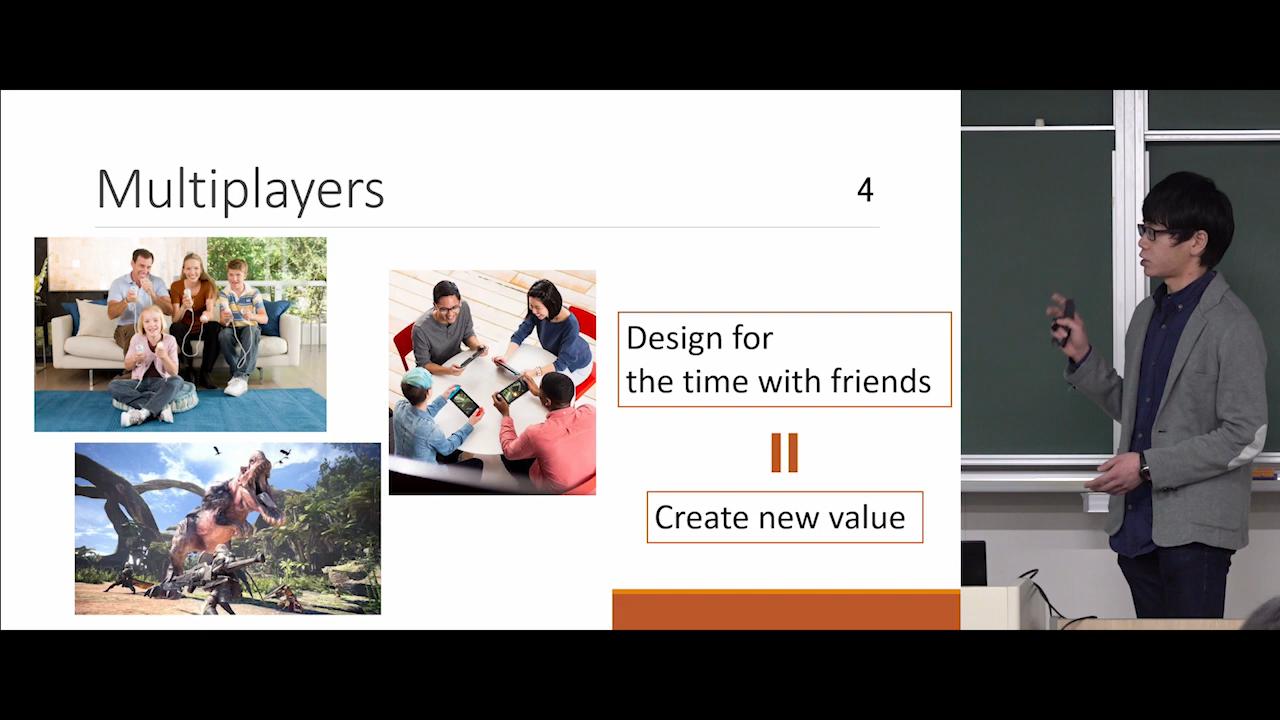 Multiplayers
4
Design for
the time with friends
Create new value